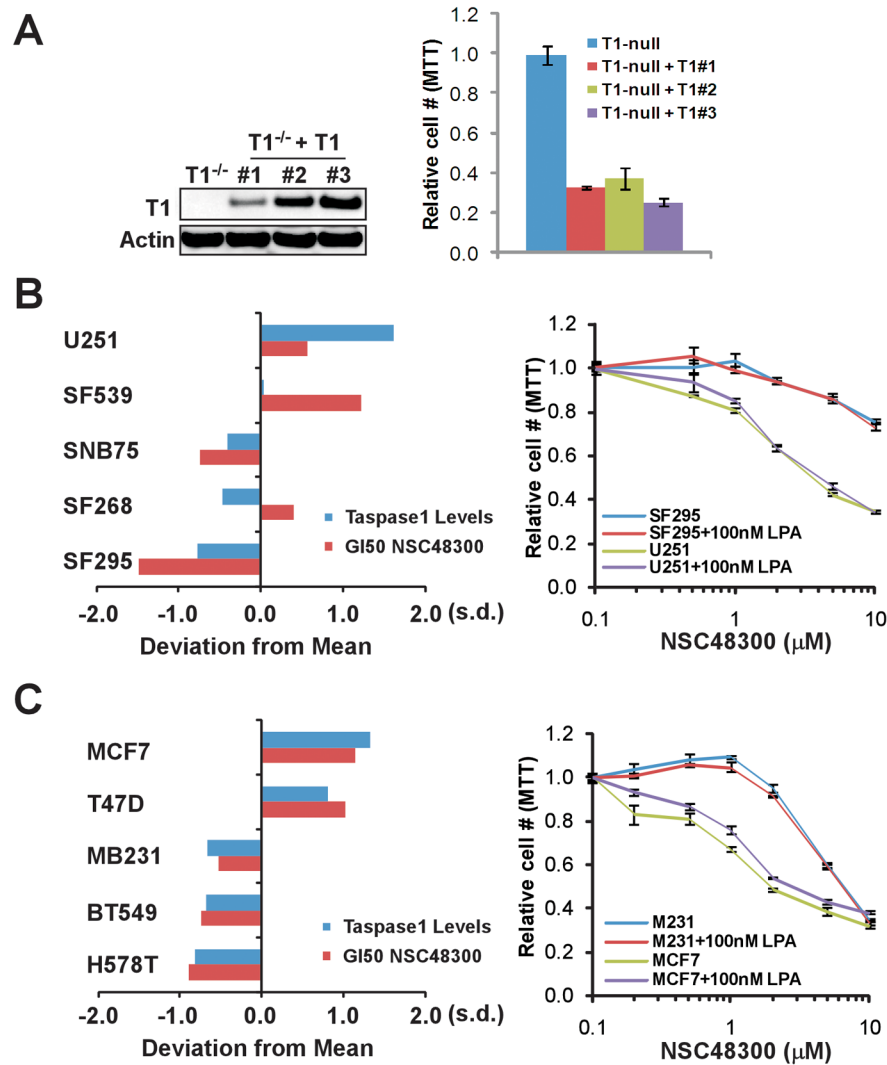 A
T1-/- + T
T1-/- #1 #2 #3
T1
Actin
Relative cell # (MTT)
1.2
1.0
0.8
0.6
0.4
0.2
0.0
T1-null
T1-null + T1#1
T1-null + T1#2
T1-null + T1#3
B
U251
SF539
SNB75
SF268
SF295
Taspase1 Levels
GI50 NSC48300
-2.0 -1.0 0.0 1.0 2.0 (s.d.)
Deviation from Mean
Relative cell # (MTT)
1.2
1.0
0.8
0.6
0.4
0.2
0.0
SF295
SF295+100nM LPA
U251
U251+100nM LPA
0.1 1 10
NSC48300 (μM)
C
MCF7
T47D
MB231
BT549
H578T
Taspase1 Levels
GI50 NSC48300
-2.0 -1.0 0.0 1.0 2.0 (s.d.)
Deviation from Mean
Relative cell # (MTT)
1.2
1.0
0.8
0.6
0.4
0.2
0.0
M231
M231+100nM LPA
MCF7
MCF7+100nM LPA
0.1 1 10
NSC48300 (μM)